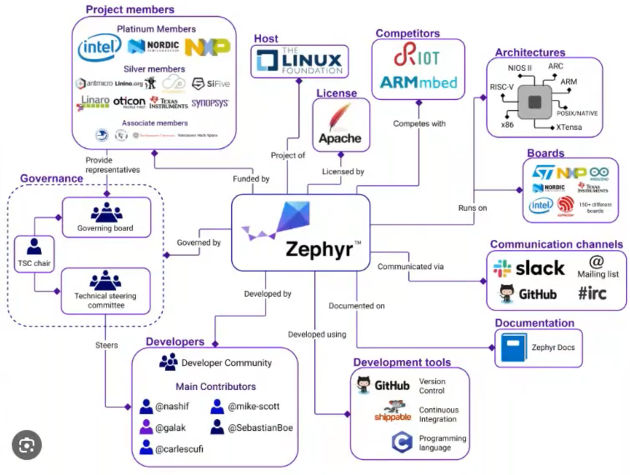 Project members
Platinum Members
intel
NORDIC
NXP
Silver members
antmicro
Linino.org
SiFive
Linaro
oticon
TEXAS INSTRUMENTS
SYNOPSYS
Associate members
Host
THE LINUX FOUNDATION
License
Apache
Competitors
RIOT
ARMmbed
Architectures
NIOS II
ARC
RISC-V
ARM
x86
POSIX/NATIVE
XTensa
Boards
NXP
NORDIC
TEXAS INSTRUMENTS
intel
150+ different
boards
Provide
representatives
Funded by
Project of
Licensed by
Competes with
Runs on
Governance
Governing board
TSC chair
Technical steering
committee
Governed by
Zephyr™
Communicated via
Communication channels
slack
@
Mailing list
GitHub
#irc
Developed by
Documented on
Developed using
Documentation
Zephyr Docs
Steers
Developers
Developer Community
Main Contributors
@nashif
@mike-scott
@galak
@SebastianBoe
@carlescufi
Development tools
GitHub
Version
Control
shippable
Continuous
Integration
C
Programming
language